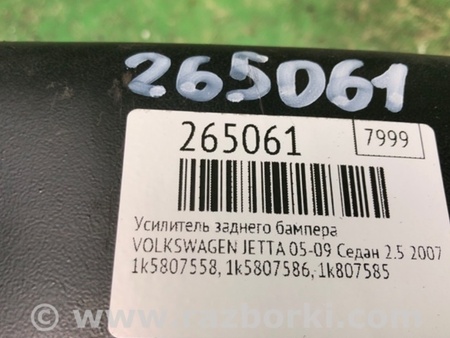 265061
265061
7999
Усилитель заднего бампера
VOLKSWAGEN JETTA 05-09 Седан 2.5 2007
1k5807558, 1k5807586, 1k807585
www.razborki.com